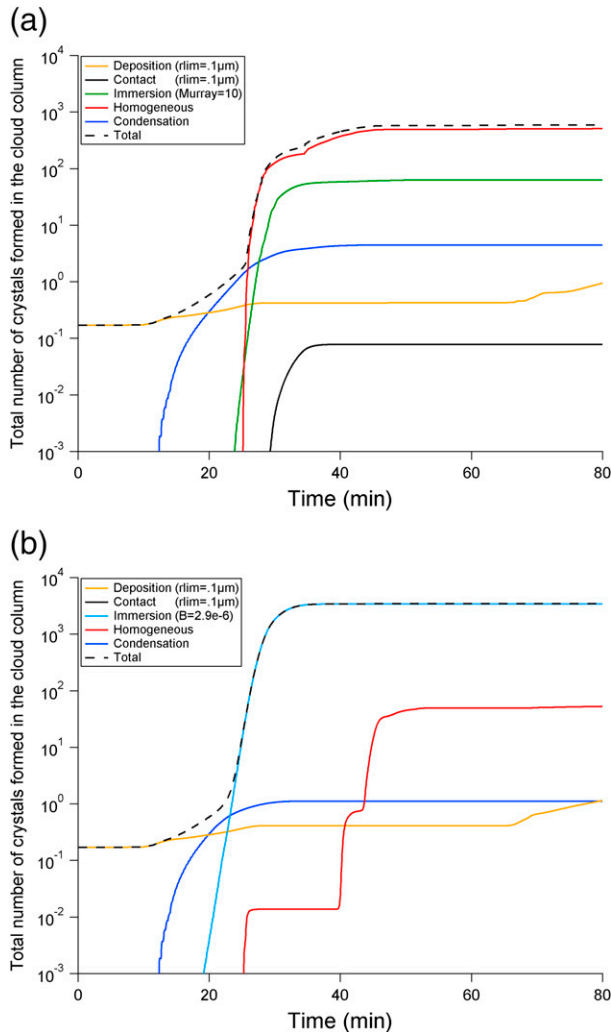 (a)
Total number of crystals formed in the cloud column
10^4
10^3
10^2
10^1
10^0
10^-1
10^-2
10^-3
Deposition (rlim=.1µm)
Contact (rlim=.1µm)
Immersion (Murray=10)
Homogeneous
Condensation
Total
0 20 40 60 80
Time (min)
(b)
Total number of crystals formed in the cloud column
10^4
10^3
10^2
10^1
10^0
10^-1
10^-2
10^-3
Deposition (rlim=.1µm)
Contact (rlim=.1µm)
Immersion (B=2.9e-6)
Homogeneous
Condensation
Total
0 20 40 60 80
Time (min)